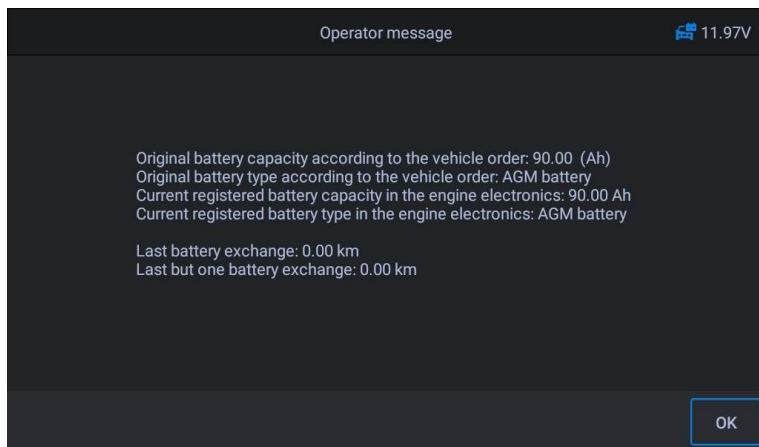 Operator message
11.97V
Original battery capacity according to the vehicle order: 90.00 (Ah)
Original battery type according to the vehicle order: AGM battery
Current registered battery capacity in the engine electronics: 90.00 Ah
Current registered battery type in the engine electronics: AGM battery
Last battery exchange: 0.00 km
Last but one battery exchange: 0.00 km
OK